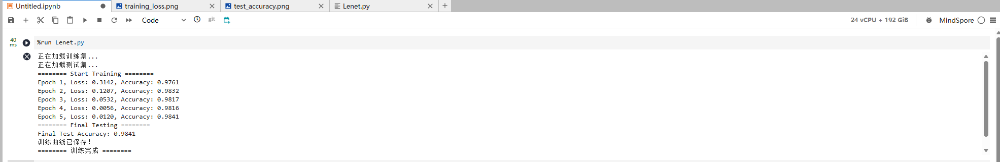 Untitled.ipynb training_loss.png test_accuracy.png Lenet.py
Code git 24 vCPU + 192 GiB MindSpore
40 ms %run Lenet.py
正在加载训练集...
正在加载测试集...
======== Start Training ========
Epoch 1, Loss: 0.3142, Accuracy: 0.9761
Epoch 2, Loss: 0.1207, Accuracy: 0.9832
Epoch 3, Loss: 0.0532, Accuracy: 0.9817
Epoch 4, Loss: 0.0056, Accuracy: 0.9816
Epoch 5, Loss: 0.0120, Accuracy: 0.9841
======== Final Testing ========
Final Test Accuracy: 0.9841
训练曲线已保存!
======== 训练完成 ========